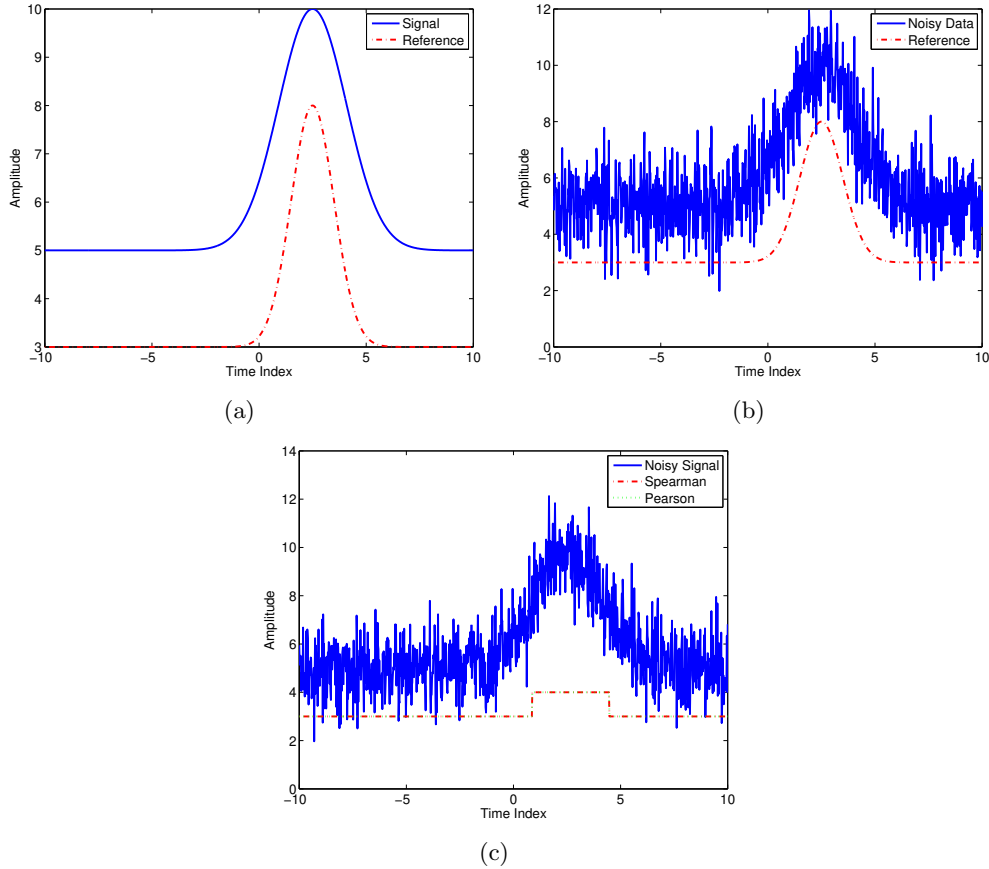 10
9
8
7
6
5
4
3
Amplitude
Signal
Reference
−10
−5
0
5
10
Time Index
(a)
12
10
8
6
4
2
0
Amplitude
Noisy Data
Reference
−10
−5
0
5
10
Time Index
(b)
14
12
10
8
6
4
2
0
Amplitude
Noisy Signal
Spearman
Pearson
−10
−5
0
5
10
Time Index
(c)